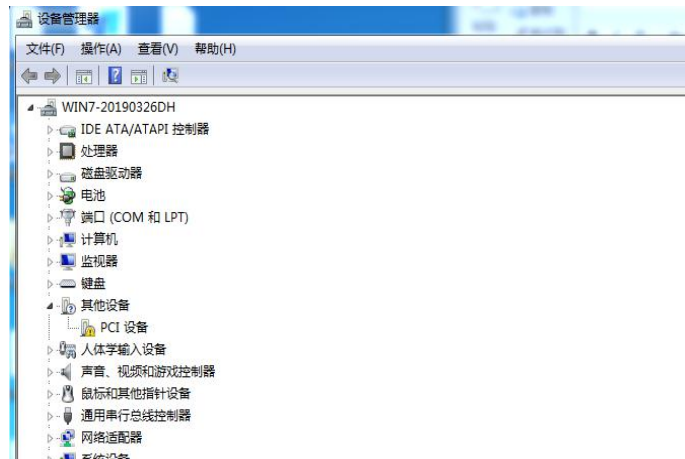 设备管理器
文件(F) 操作(A) 查看(V) 帮助(H)
WIN7-20190326DH
IDE ATA/ATAPI 控制器
处理器
磁盘驱动器
电池
端口 (COM 和 LPT)
计算机
监视器
键盘
其他设备
PCI 设备
人体学输入设备
声音、视频和游戏控制器
鼠标和其他指针设备
通用串行总线控制器
网络适配器
系统设备